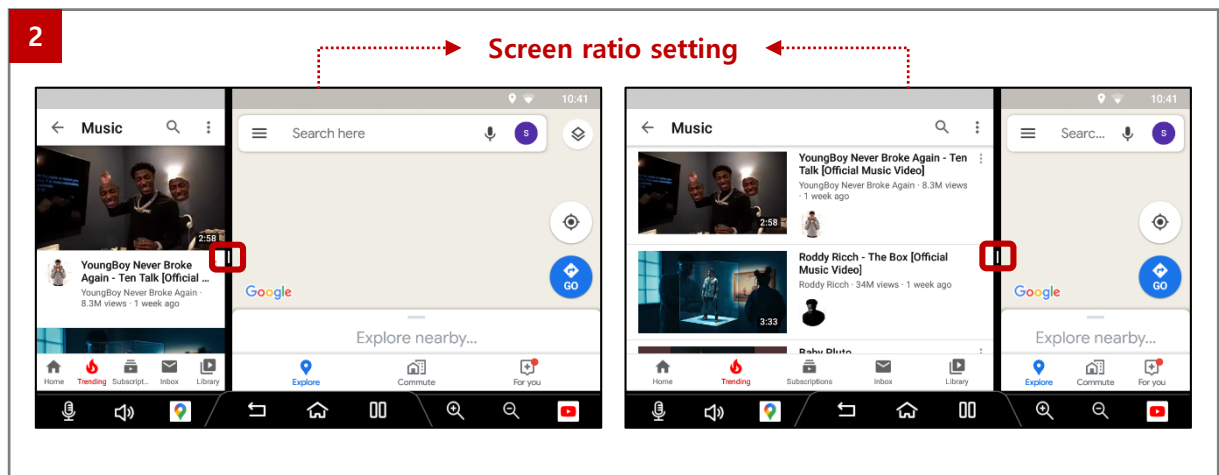 2
Screen ratio setting
10:41
Music
Search here
S
2:58
YoungBoy Never Broke
Again - Ten Talk [Official ...
YoungBoy Never Broke Again ·
8.3M views · 1 week ago
Google
GO
Explore nearby...
Home
Trending
Subscript...
Inbox
Library
Explore
Commute
For you
10:41
Music
Searc...
S
YoungBoy Never Broke Again - Ten
Talk [Official Music Video]
YoungBoy Never Broke Again · 8.3M views
· 1 week ago
2:58
Roddy Ricch - The Box [Official
Music Video]
Roddy Ricch · 34M views · 1 week ago
3:33
Baby Pluto
Google
GO
Explore nearby...
Home
Trending
Subscriptions
Inbox
Library
Explore
Commute
For you